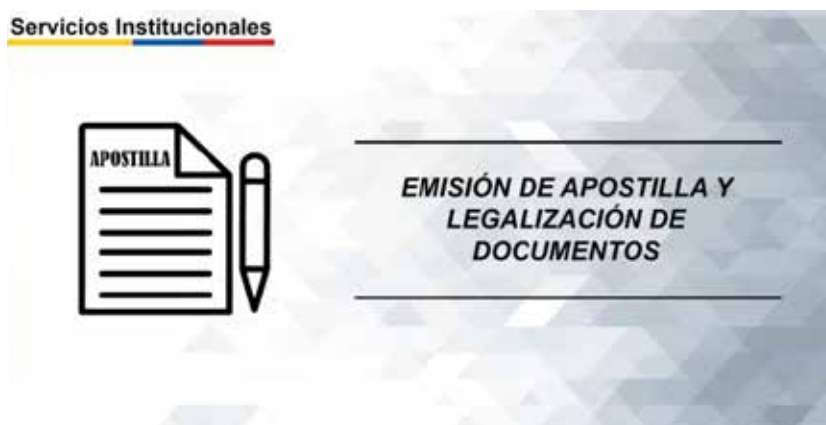 Servicios Institucionales
APOSTILLA
EMISIÓN DE APOSTILLA Y
LEGALIZACIÓN DE
DOCUMENTOS